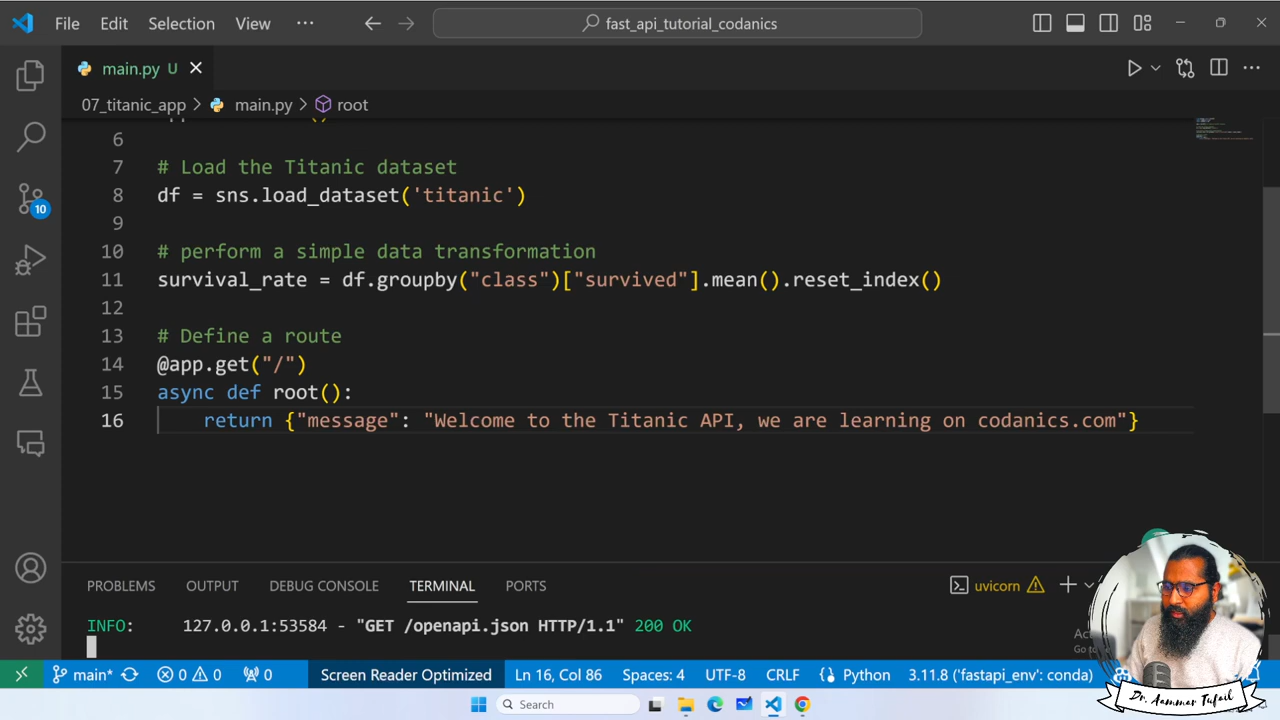 File Edit Selection View ··· fast_api_tutorial_codanics
main.py U
07_titanic_app > main.py > root
6
7 # Load the Titanic dataset
8 df = sns.load_dataset('titanic')
9
10 # perform a simple data transformation
11 survival_rate = df.groupby("class")["survived"].mean().reset_index()
12
13 # Define a route
14 @app.get("/")
15 async def root():
16 return {"message": "Welcome to the Titanic API, we are learning on codanics.com"}
10
PROBLEMS OUTPUT DEBUG CONSOLE TERMINAL PORTS uvicorn
INFO: 127.0.0.1:53584 - "GET /openapi.json HTTP/1.1" 200 OK
main* 0 0 0 Screen Reader Optimized Ln 16, Col 86 Spaces: 4 UTF-8 CRLF {} Python 3.11.8 ('fastapi_env': conda)
Dr. Aammar Tufail
Search